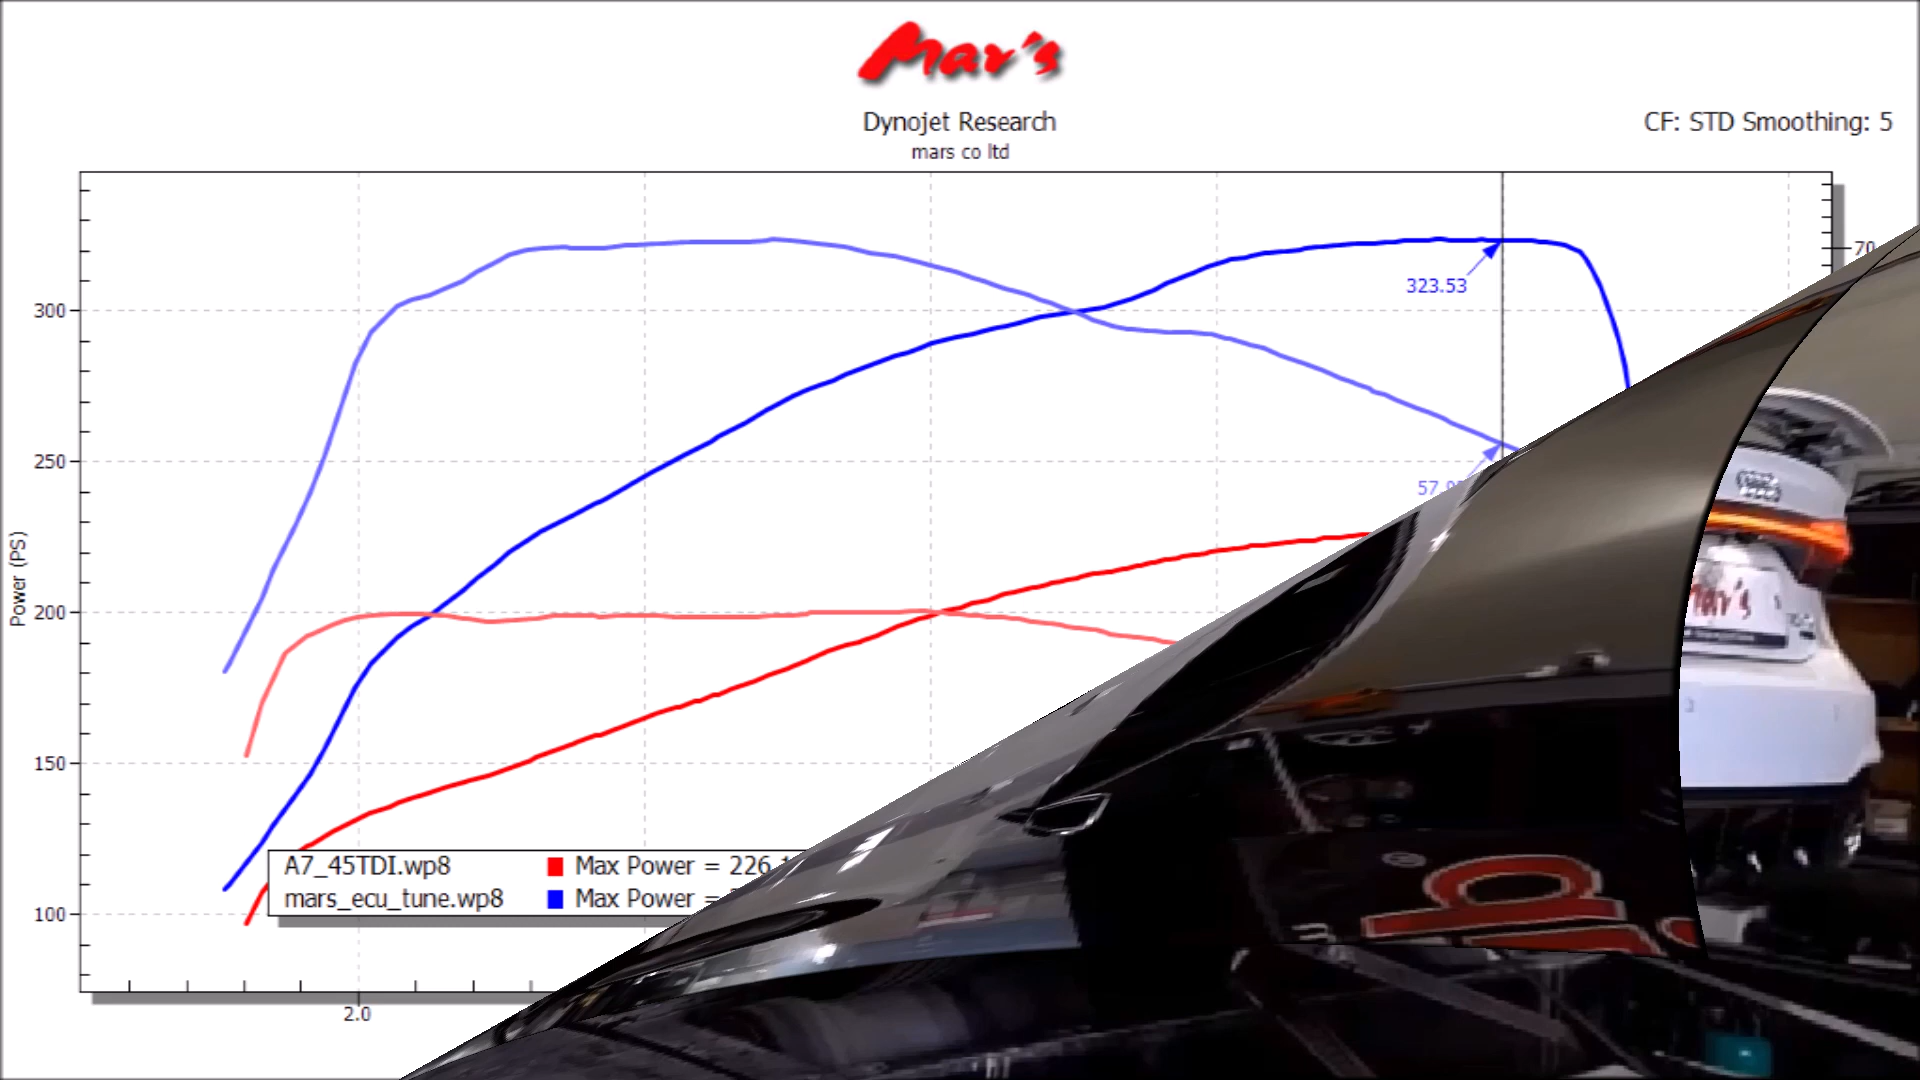 Mar's
Dynojet Research
mars co ltd
CF: STD Smoothing: 5
70
323.53
300
250
Power (PS)
200
150
100
A7_45TDI.wp8 Max Power = 226
mars_ecu_tune.wp8 Max Power =
2.0
Mar's